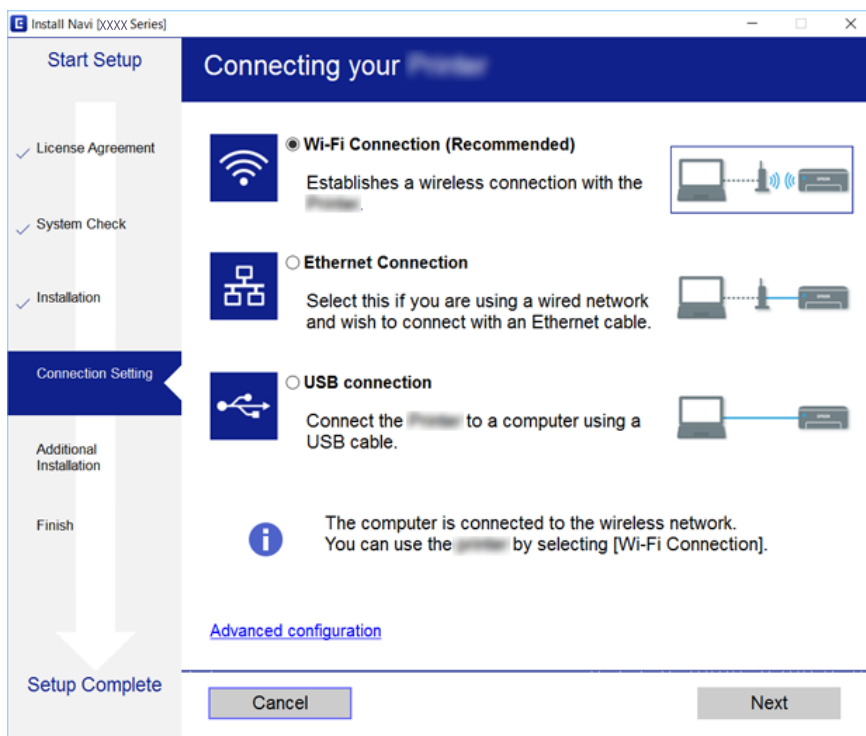 Install Navi [XXXX Series]
Start Setup
License Agreement
System Check
Installation
Connection Setting
Additional
Installation
Finish
Setup Complete
Connecting your
Wi-Fi Connection (Recommended)
Establishes a wireless connection with the
.
Ethernet Connection
Select this if you are using a wired network
and wish to connect with an Ethernet cable.
USB connection
Connect the to a computer using a
USB cable.
The computer is connected to the wireless network.
You can use the by selecting [Wi-Fi Connection].
Advanced configuration
Cancel
Next